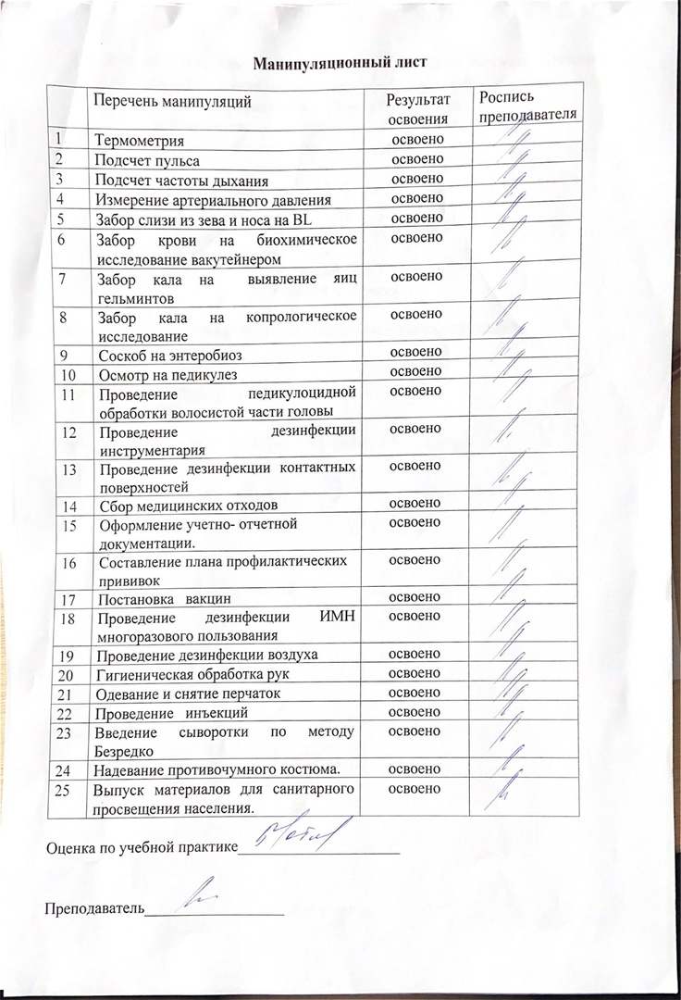 Манипуляционный лист
Перечень манипуляций Результат освоения Роспись преподавателя
1 Термометрия освоено
2 Подсчет пульса освоено
3 Подсчет частоты дыхания освоено
4 Измерение артериального давления освоено
5 Забор слизи из зева и носа на BL освоено
6 Забор крови на биохимическое освоено
исследование вакутейнером
7 Забор кала на выявление яиц освоено
гельминтов
8 Забор кала на копрологическое освоено
исследование
9 Соскоб на энтеробиоз освоено
10 Осмотр на педикулез освоено
11 Проведение педикулоцидной освоено
обработки волосистой части головы
12 Проведение дезинфекции освоено
инструментария
13 Проведение дезинфекции контактных освоено
поверхностей
14 Сбор медицинских отходов освоено
15 Оформление учетно- отчетной освоено
документации.
16 Составление плана профилактических освоено
прививок
17 Постановка вакцин освоено
18 Проведение дезинфекции ИМН освоено
многоразового пользования
19 Проведение дезинфекции воздуха освоено
20 Гигиеническая обработка рук освоено
21 Одевание и снятие перчаток освоено
22 Проведение инъекций освоено
23 Введение сыворотки по методу освоено
Безредко
24 Надевание противочумного костюма. освоено
25 Выпуск материалов для санитарного освоено
просвещения населения.
Оценка по учебной практике
Преподаватель